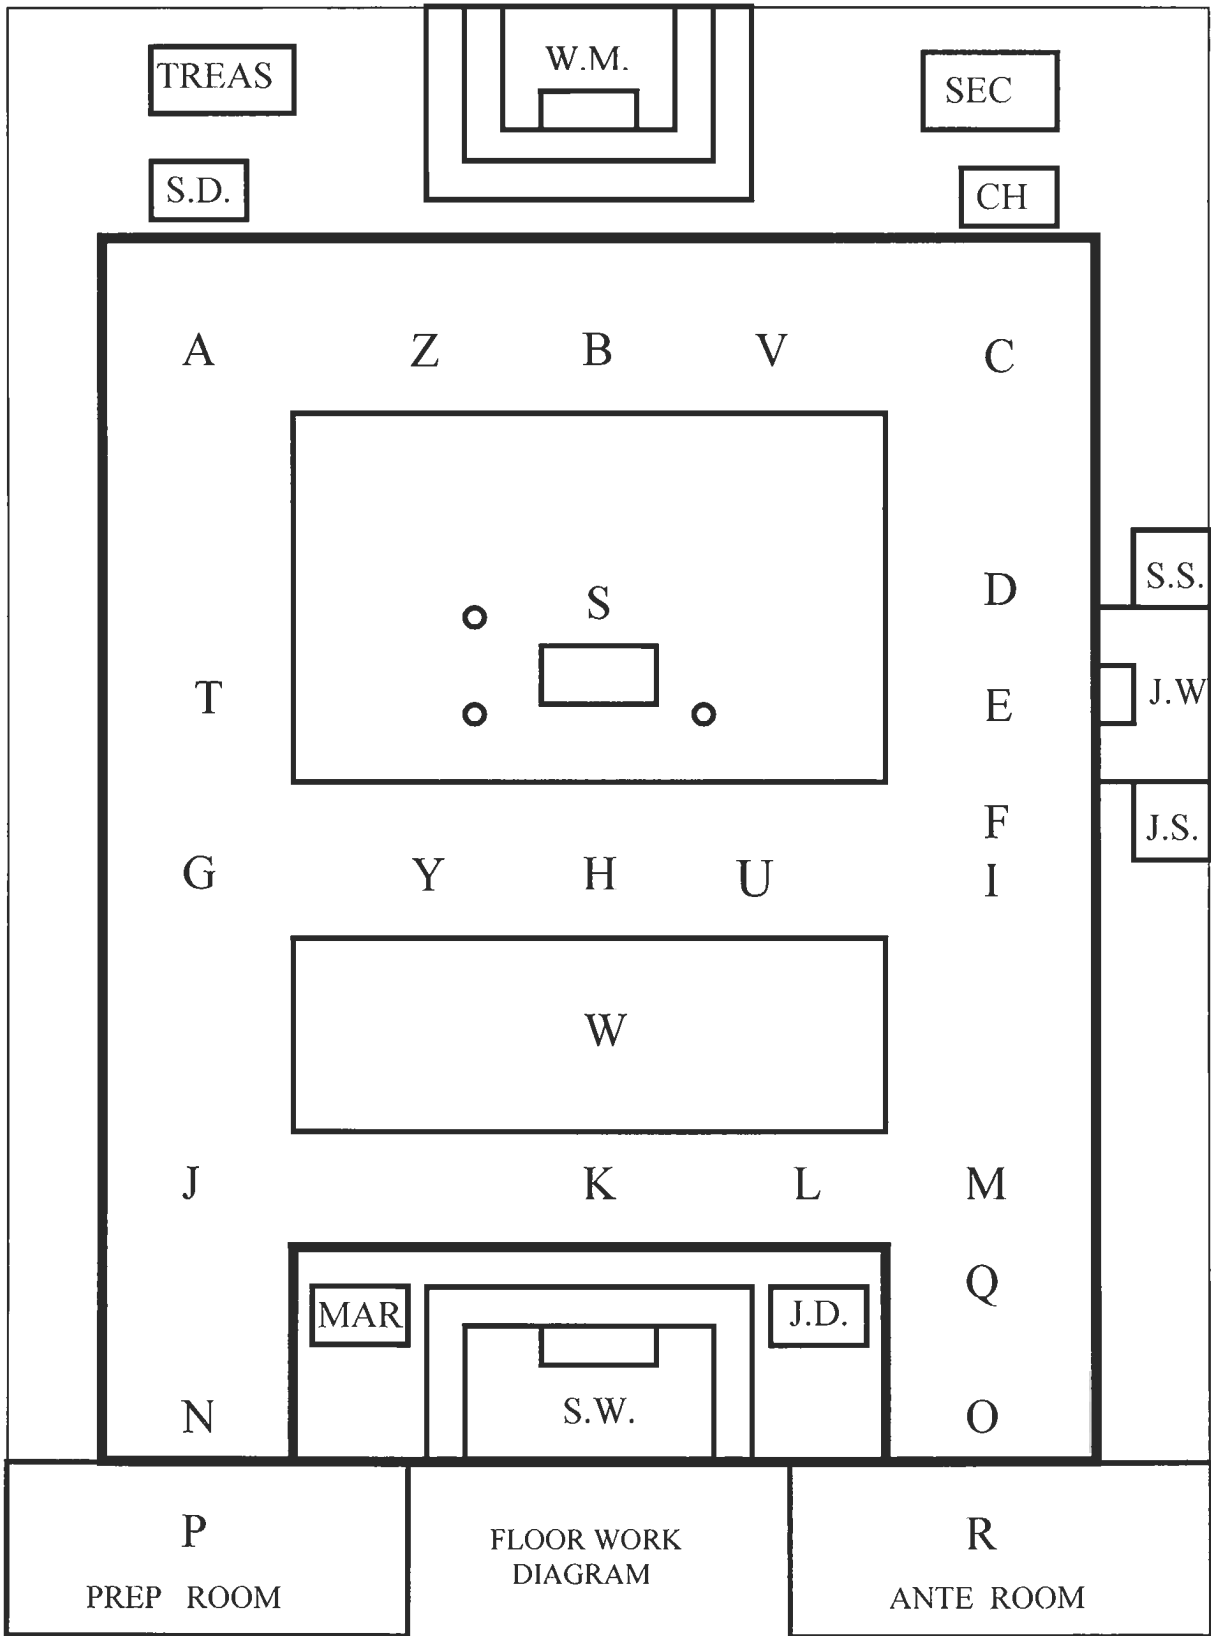 W.M.
TREAS
SEC
S.D.
CH
A Z B V C
S.S.
D
S
J.W
E
T
F
J.S.
G Y H U I
W
J K L M
Q
MAR
J.D.
S.W.
N
O
P
R
FLOOR WORK
DIAGRAM
PREP ROOM
ANTE ROOM